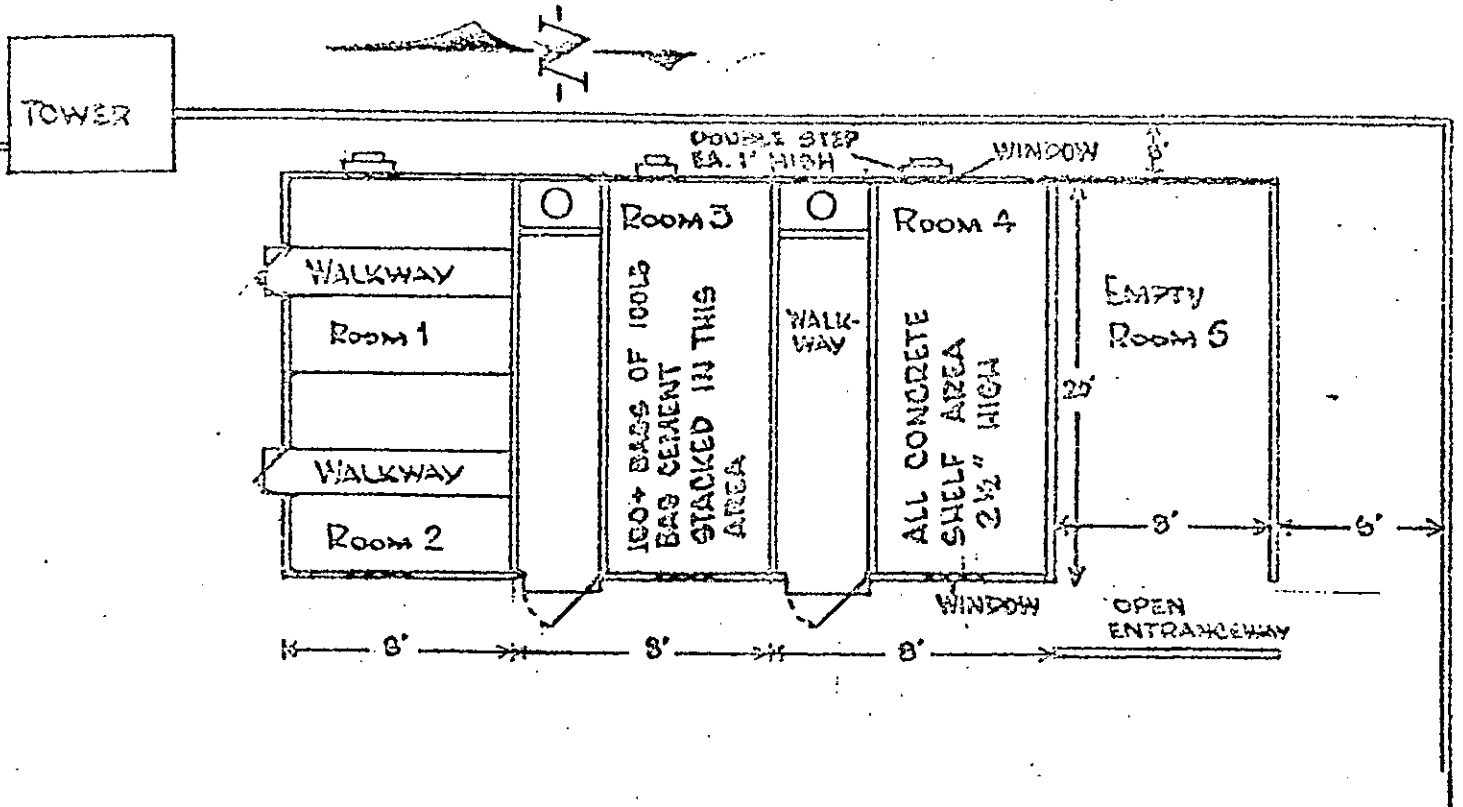 N
TOWER
DOUBLE STEP
EA. 1' HIGH
WINDOW
Room 3
Room 4
WALKWAY
EMPTY
Room 5
Room 1
WALK-
WAY
100+ BAGS OF 100LB
BAG CEMENT
STACKED IN THIS
AREA
ALL CONCRETE
SHELF AREA
2½" HIGH
WALKWAY
Room 2
8'
6'
WINDOW
OPEN
ENTRANCEWAY
8'
8'
8'